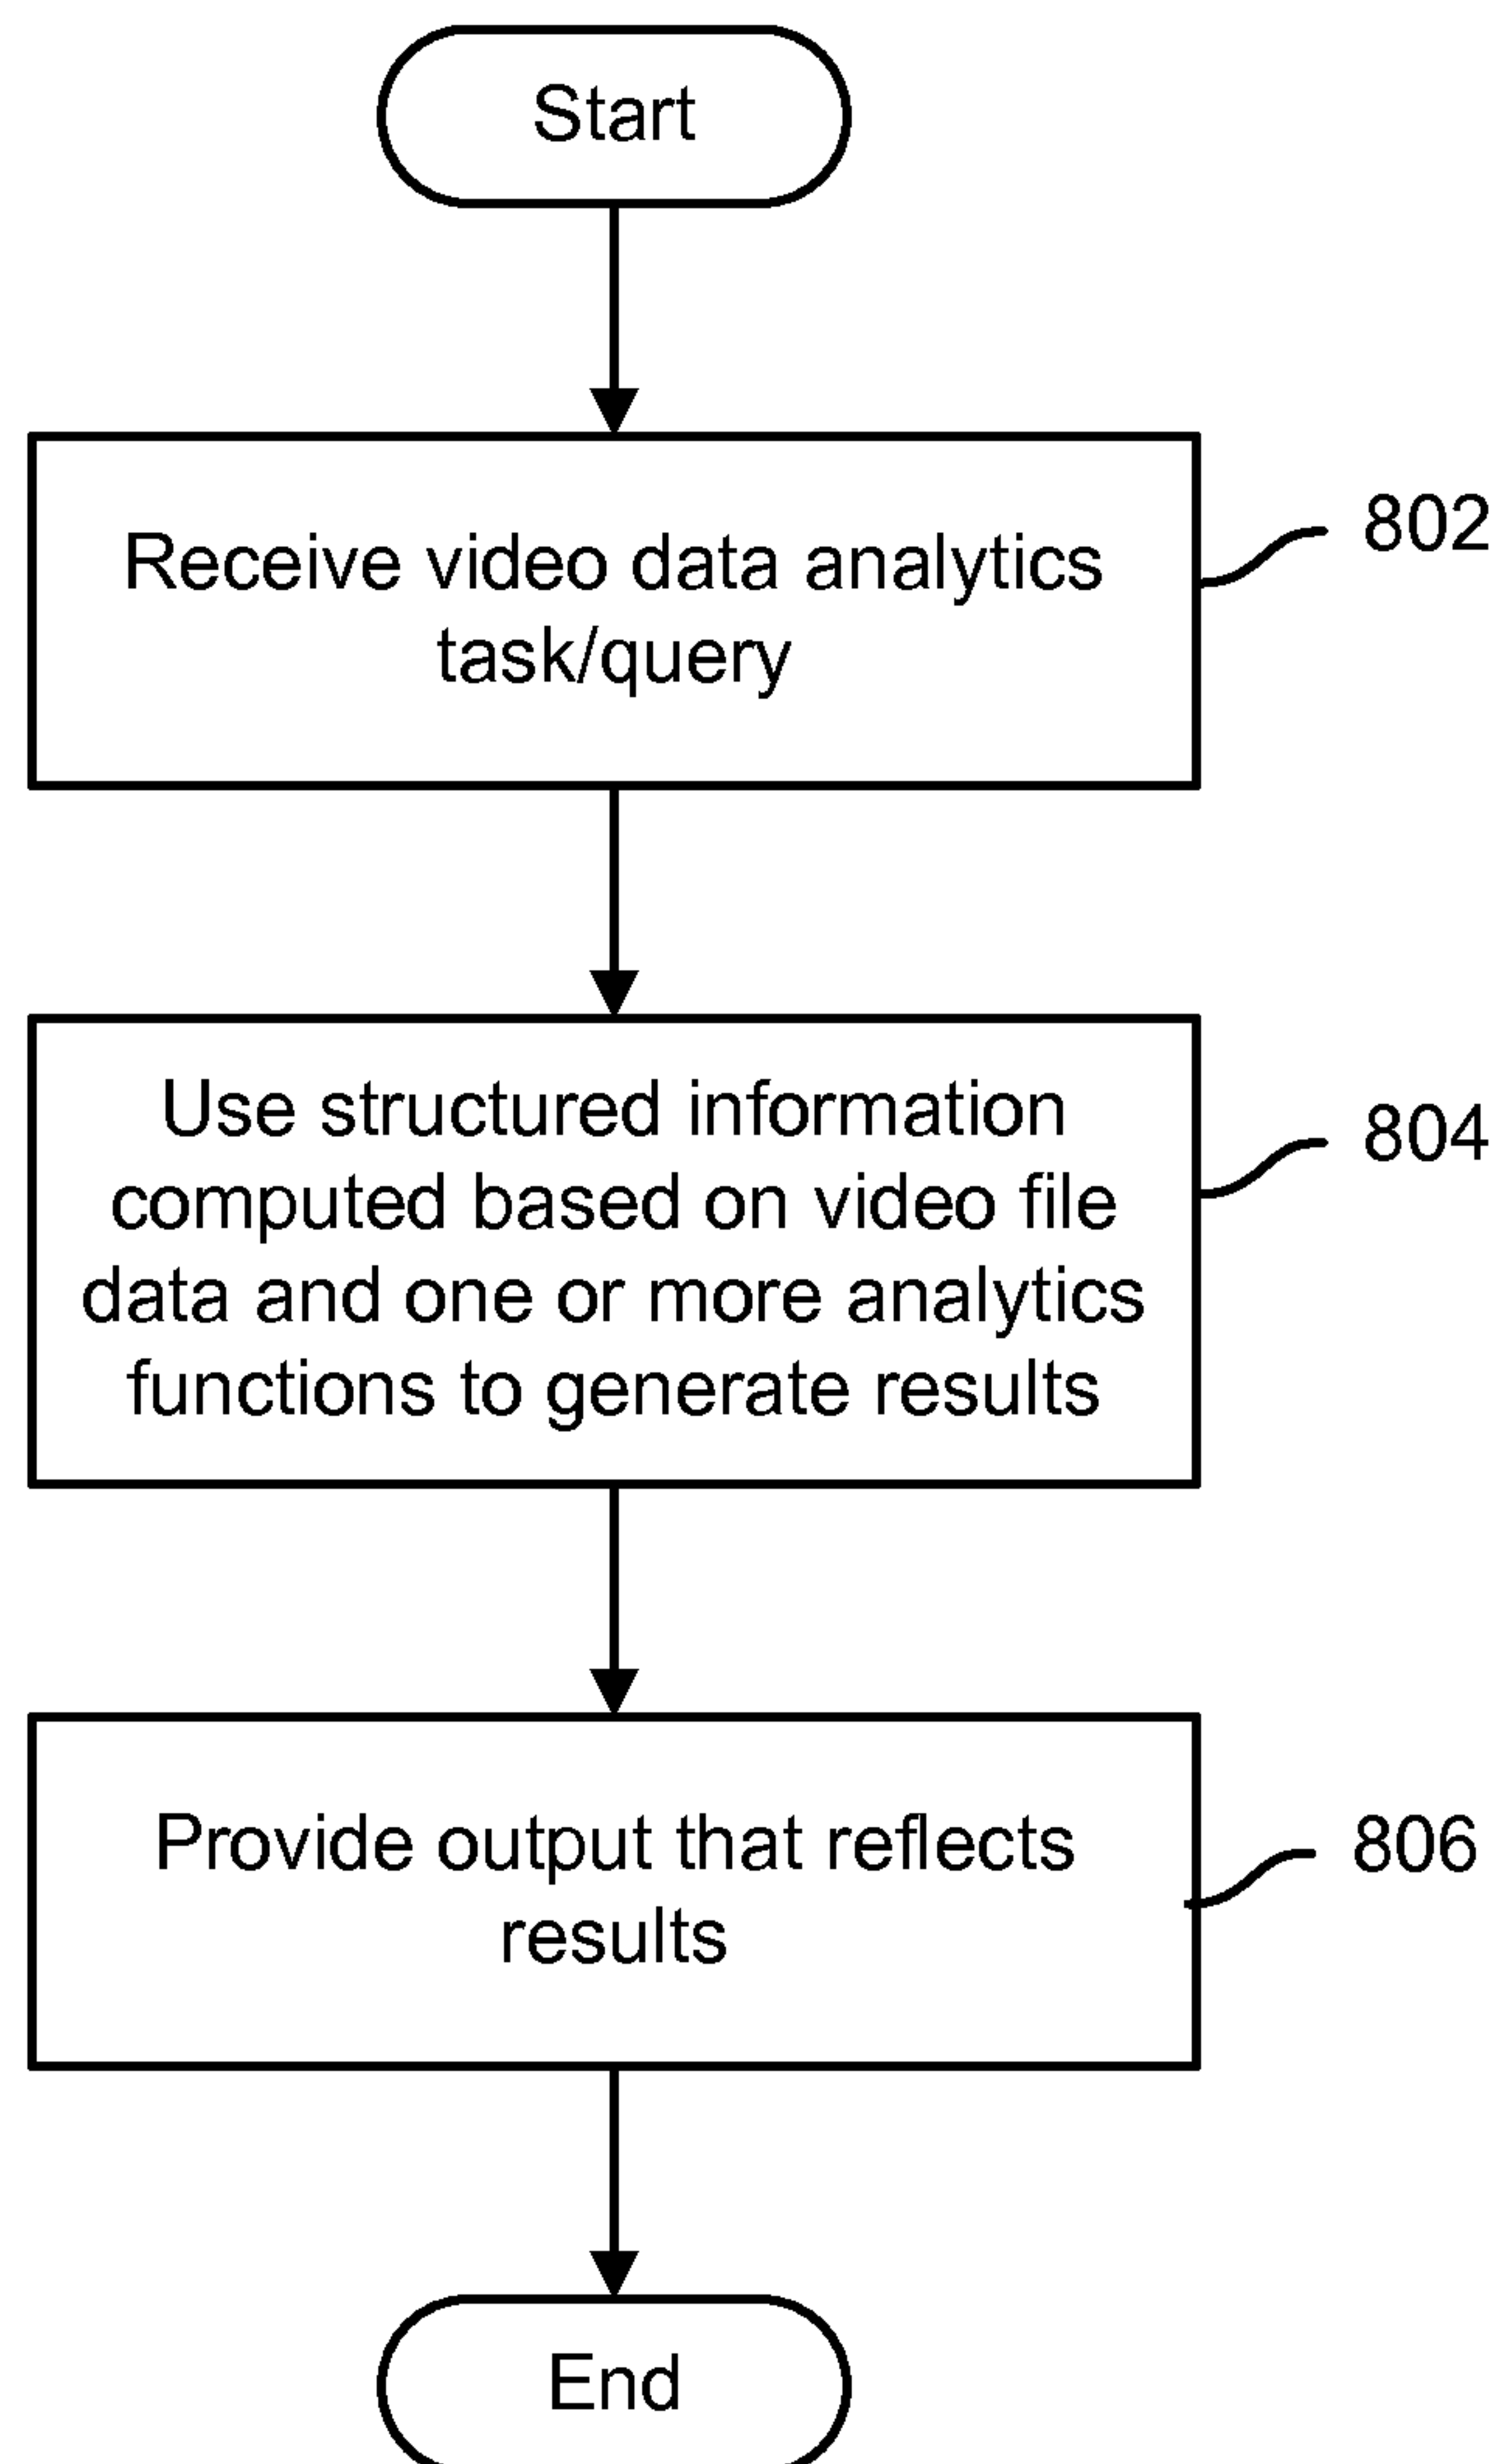 Start
Receive video data analytics
task/query
802
Use structured information
computed based on video file
data and one or more analytics
functions to generate results
804
Provide output that reflects
results
806
End